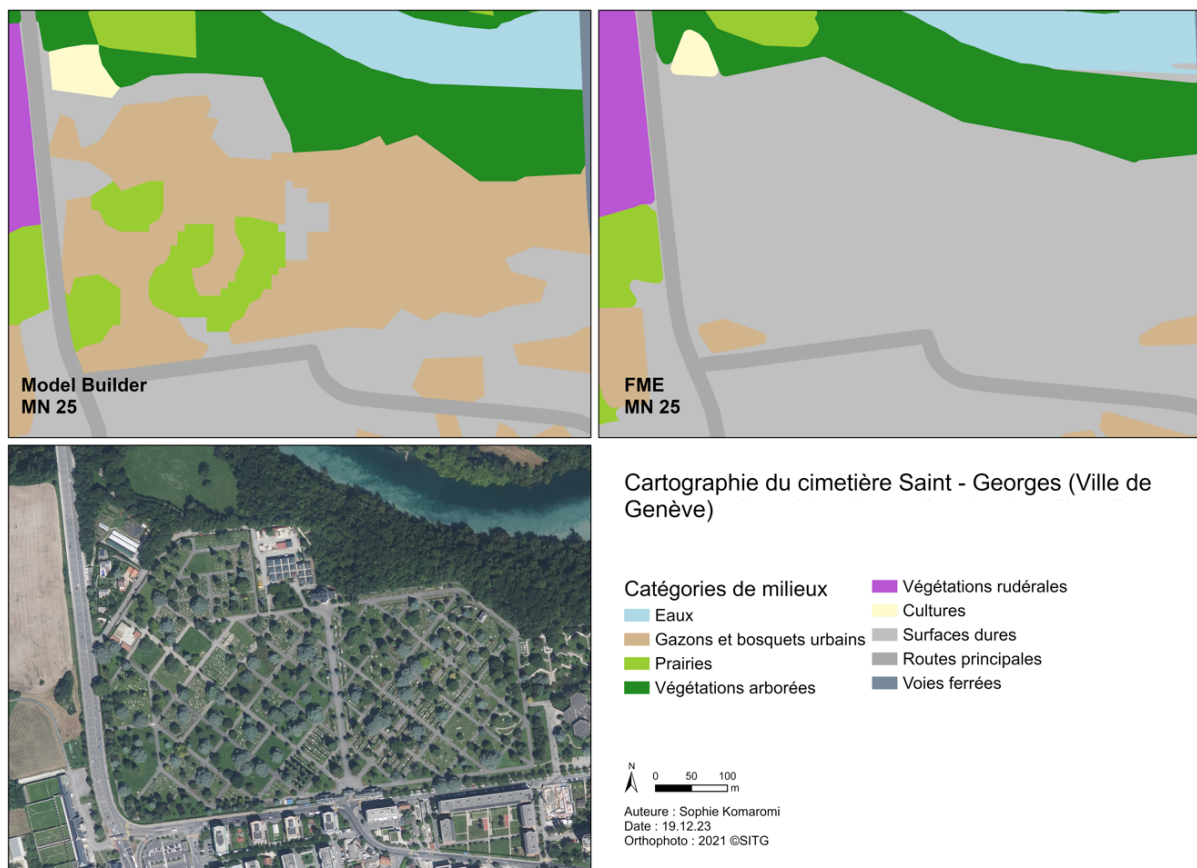 Model Builder
MN 25
FME
MN 25
Cartographie du cimetière Saint - Georges (Ville de
Genève)
Catégories de milieux
Eaux
Gazons et bosquets urbains
Prairies
Végétations arborées
Végétations rudérales
Cultures
Surfaces dures
Routes principales
Voies ferrées
N
0 50 100
m
Auteure : Sophie Komaromi
Date : 19.12.23
Orthophoto : 2021 ©SITG